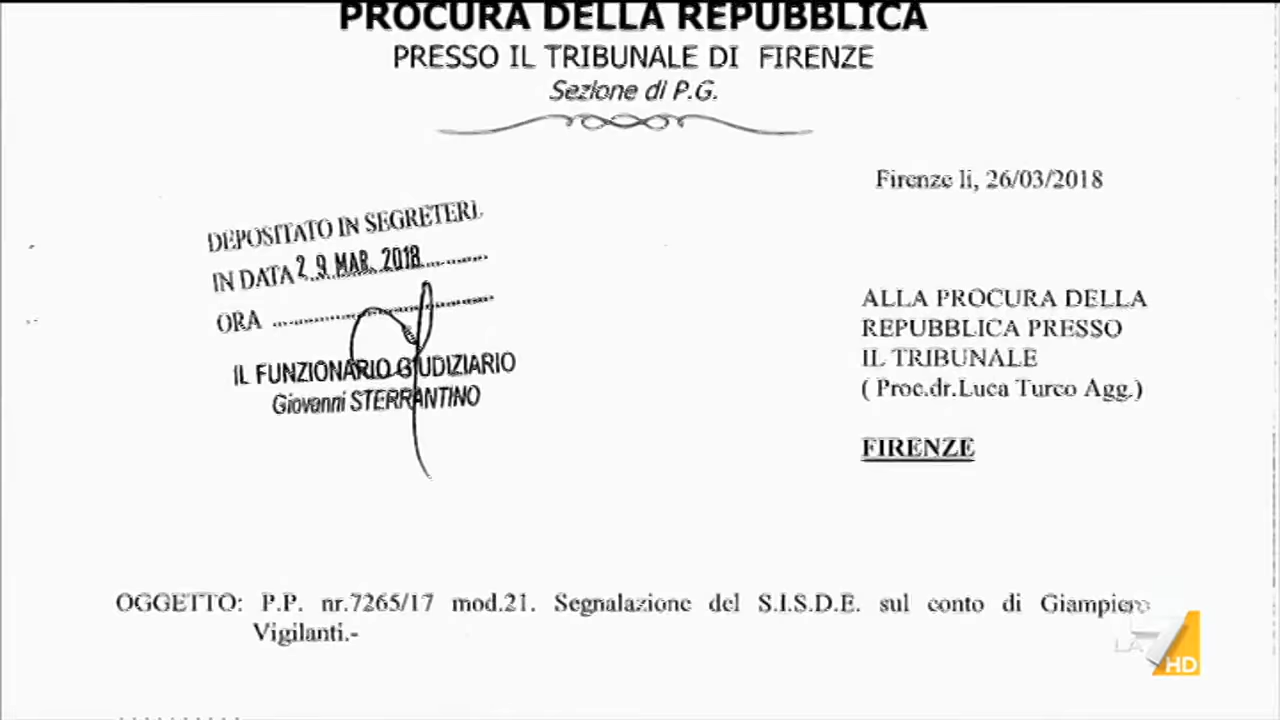 PROCURA DELLA REPUBBLICA
PRESSO IL TRIBUNALE DI FIRENZE
Sezione di P.G.
Firenze li, 26/03/2018
DEPOSITATO IN SEGRETERI
IN DATA 29 MAR. 2018
ORA
IL FUNZIONARIO GIUDIZIARIO
Giovanni STERRANTINO
ALLA PROCURA DELLA
REPUBBLICA PRESSO
IL TRIBUNALE
( Proc.dr.Luca Turco Agg.)
FIRENZE
OGGETTO: P.P. nr.7265/17 mod.21. Segnalazione del S.I.S.D.E. sul conto di Giampiero
Vigilanti.-
LA7
HD